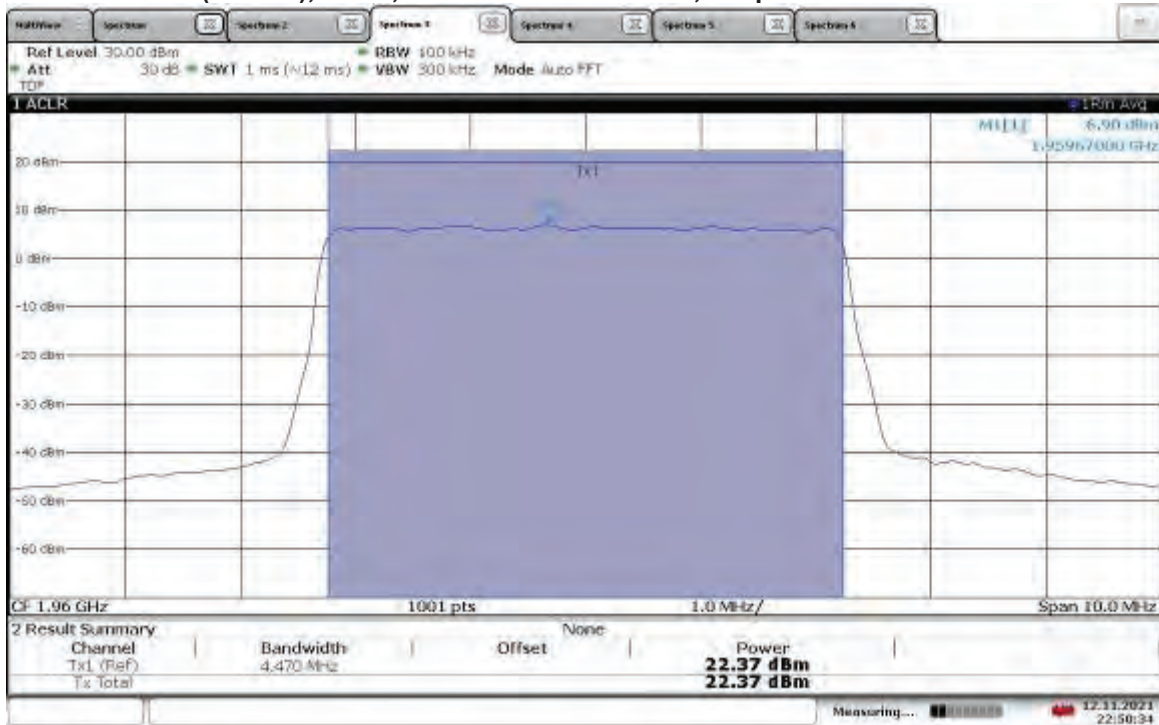 MultiView Spectrum Spectrum 2 Spectrum 3 Spectrum 4 Spectrum 5 Spectrum 6
Ref Level 30.00 dBm RBW 100 kHz
Att 30 dB SWT 1 ms (~12 ms) VBW 300 kHz Mode Auto FFT
TDF
1 ACLR 1Rm Avg
M1[1] 6.90 dBm
1.95967000 GHz
20 dBm
Tx1
10 dBm
0 dBm
-10 dBm
-20 dBm
-30 dBm
-40 dBm
-50 dBm
-60 dBm
CF 1.96 GHz 1001 pts 1.0 MHz/ Span 10.0 MHz
2 Result Summary None
Channel Bandwidth Offset Power
Tx1 (Ref) 4.470 MHz 22.37 dBm
Tx Total 22.37 dBm
Measuring... 12.11.2021
22:50:34